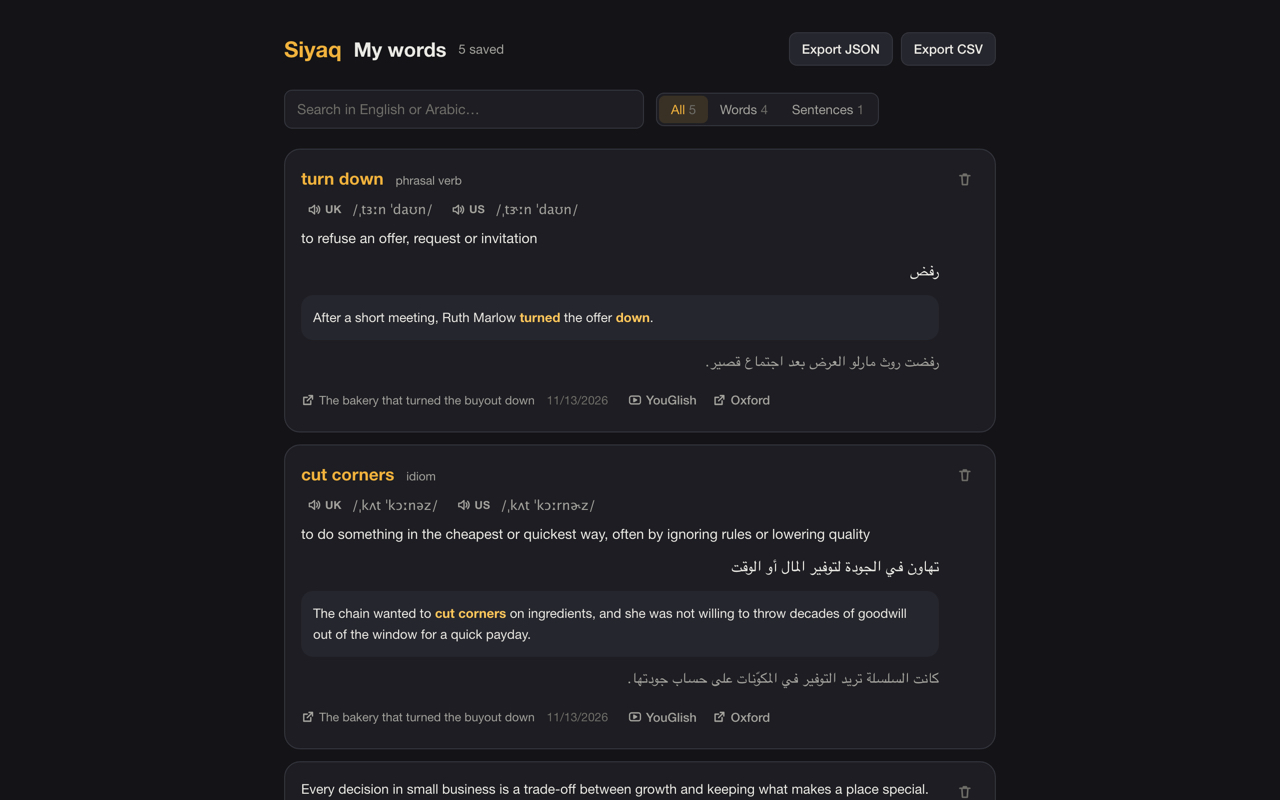 Siyaq My words 5 saved Export JSON Export CSV
Search in English or Arabic… All 5 Words 4 Sentences 1
turn down phrasal verb
UK /ˌtɜːn ˈdaʊn/ US /ˌtɝːn ˈdaʊn/
to refuse an offer, request or invitation
رفض
After a short meeting, Ruth Marlow turned the offer down.
رفضت روث مارلو العرض بعد اجتماع قصير.
The bakery that turned the buyout down 11/13/2026 YouGlish Oxford
cut corners idiom
UK /ˌkʌt ˈkɔːnəz/ US /ˌkʌt ˈkɔːrnɚz/
to do something in the cheapest or quickest way, often by ignoring rules or lowering quality
تهاون في الجودة لتوفير المال أو الوقت
The chain wanted to cut corners on ingredients, and she was not willing to throw decades of goodwill
out of the window for a quick payday.
كانت السلسلة تريد التوفير في المكوّنات على حساب جودتها.
The bakery that turned the buyout down 11/13/2026 YouGlish Oxford
Every decision in small business is a trade-off between growth and keeping what makes a place special.